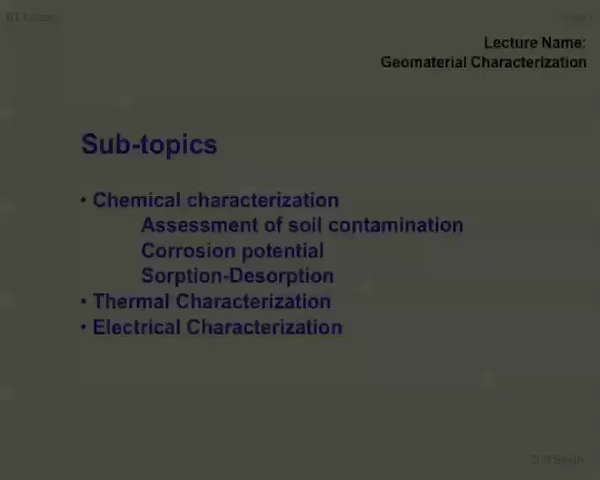 Lecture Name:
Geomaterial Characterization
Sub-topics
• Chemical characterization
Assessment of soil contamination
Corrosion potential
Sorption-Desorption
• Thermal Characterization
• Electrical Characterization